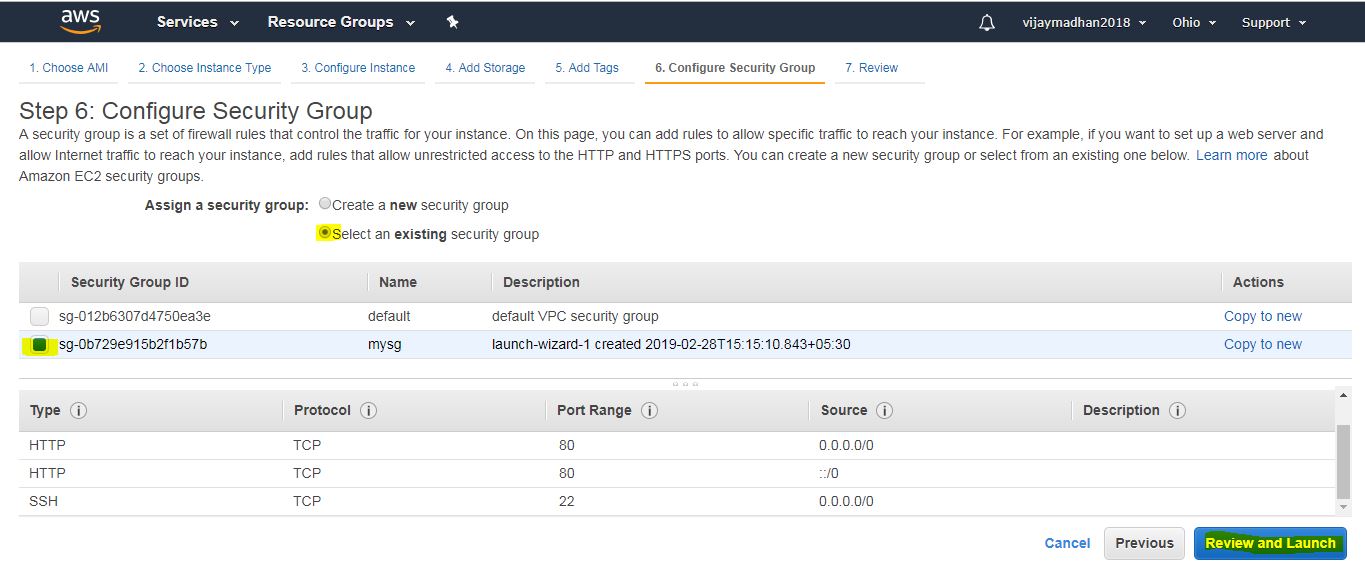 aws Services Resource Groups vijaymadhan2018 Ohio Support
1. Choose AMI 2. Choose Instance Type 3. Configure Instance 4. Add Storage 5. Add Tags 6. Configure Security Group 7. Review
Step 6: Configure Security Group
A security group is a set of firewall rules that control the traffic for your instance. On this page, you can add rules to allow specific traffic to reach your instance. For example, if you want to set up a web server and
allow Internet traffic to reach your instance, add rules that allow unrestricted access to the HTTP and HTTPS ports. You can create a new security group or select from an existing one below. Learn more about
Amazon EC2 security groups.
Assign a security group: Create a new security group
Select an existing security group
Security Group ID Name Description Actions
sg-012b6307d4750ea3e default default VPC security group Copy to new
sg-0b729e915b2f1b57b mysg launch-wizard-1 created 2019-02-28T15:15:10.843+05:30 Copy to new
Type i Protocol i Port Range i Source i Description i
HTTP TCP 80 0.0.0.0/0
HTTP TCP 80 ::/0
SSH TCP 22 0.0.0.0/0
Cancel Previous Review and Launch